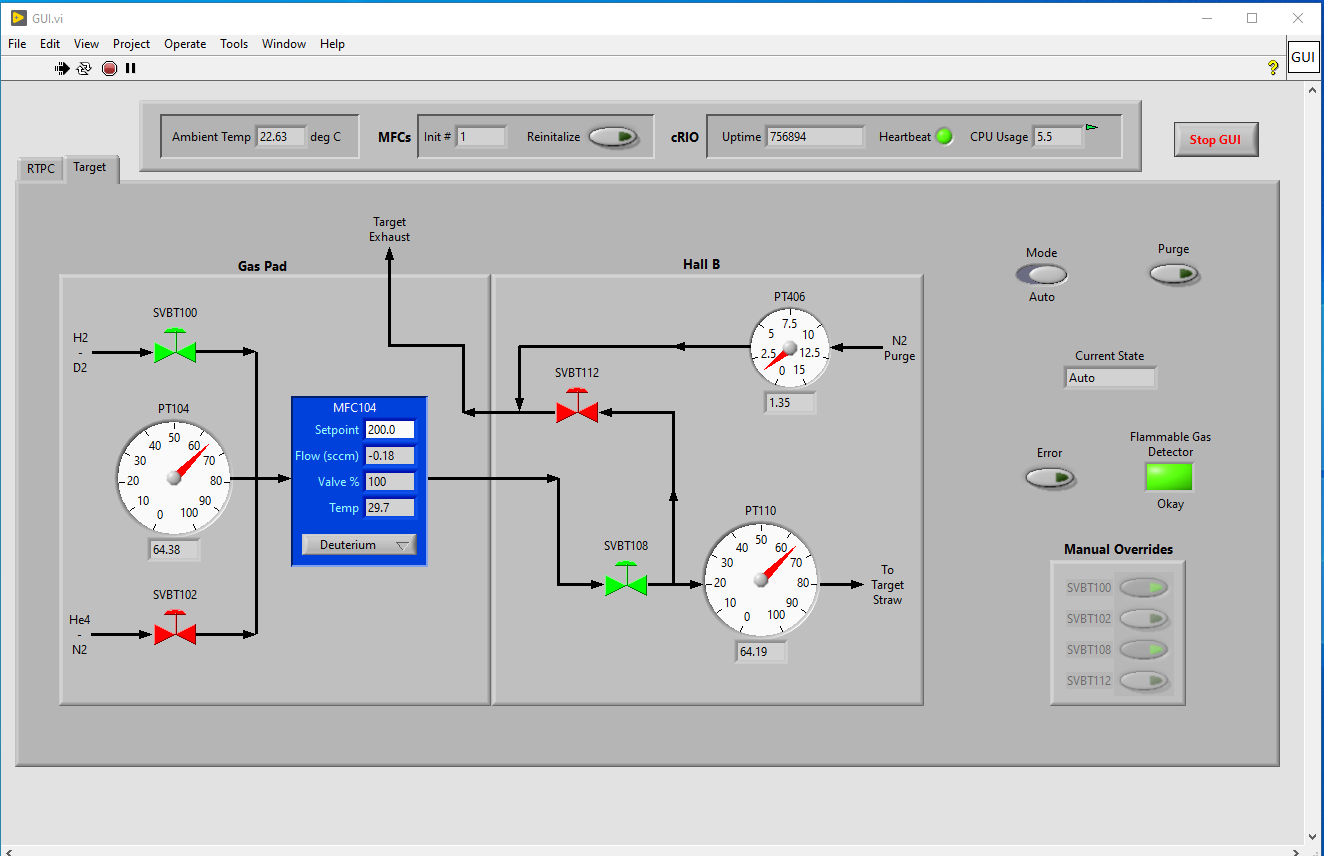 GUI.vi
File Edit View Project Operate Tools Window Help
GUI
Ambient Temp 22.63 deg C
MFCs
Init # 1 Reinitalize
cRIO
Uptime 756894 Heartbeat CPU Usage 5.5
Stop GUI
RTPC
Target
Target
Exhaust
Gas Pad
Hall B
Mode
Auto
Purge
SVBT100
H2
-
D2
PT406
0 2.5 5 7.5 10 12.5 15
1.35
N2
Purge
Current State
Auto
SVBT112
PT104
0 10 20 30 40 50 60 70 80 90 100
64.38
MFC104
Setpoint 200.0
Flow (sccm) -0.18
Valve % 100
Temp 29.7
Deuterium
Error
Flammable Gas
Detector
Okay
PT110
0 10 20 30 40 50 60 70 80 90 100
64.19
SVBT108
To
Target
Straw
SVBT102
He4
-
N2
Manual Overrides
SVBT100
SVBT102
SVBT108
SVBT112